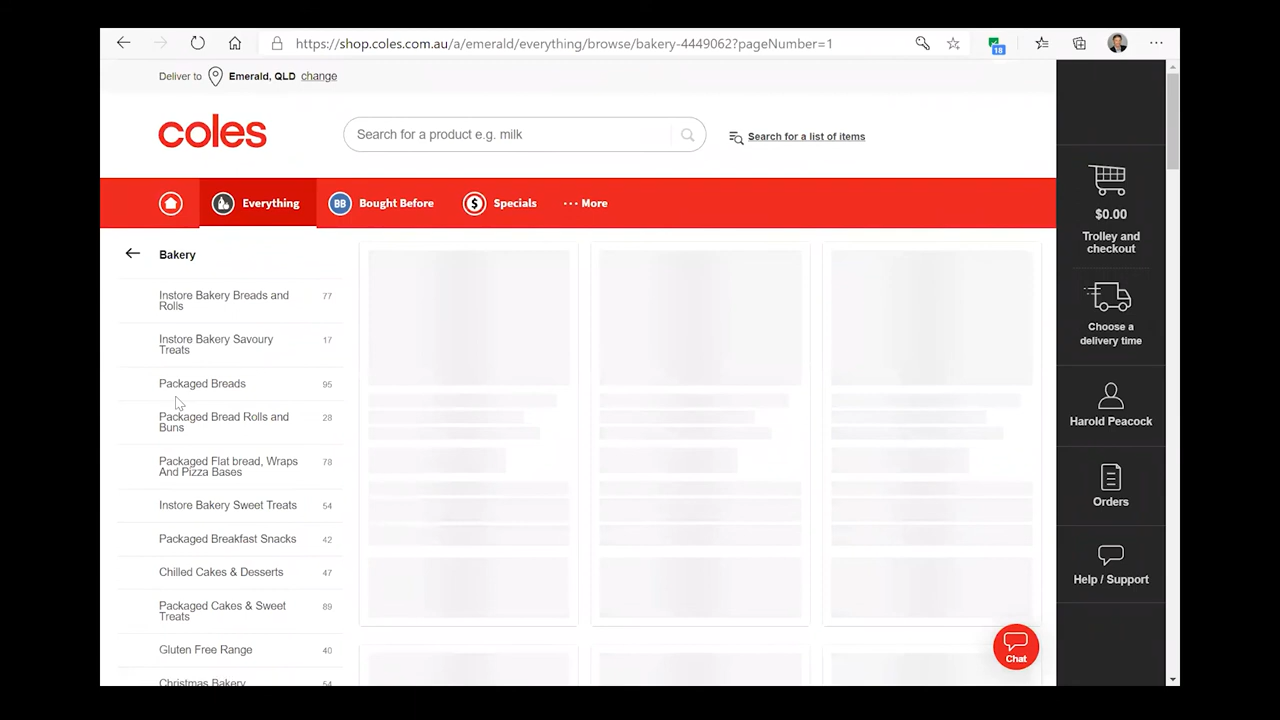 https://shop.coles.com.au/a/emerald/everything/browse/bakery-4449062?pageNumber=1
18
Deliver to Emerald, QLD change
coles
Search for a product e.g. milk
Search for a list of items
Everything
BB Bought Before
$ Specials
··· More
$0.00
Trolley and
checkout
Choose a
delivery time
Harold Peacock
Orders
Help / Support
Bakery
Instore Bakery Breads and
Rolls
77
Instore Bakery Savoury
Treats
17
Packaged Breads 95
Packaged Bread Rolls and
Buns
28
Packaged Flat bread, Wraps
And Pizza Bases
78
Instore Bakery Sweet Treats 54
Packaged Breakfast Snacks 42
Chilled Cakes & Desserts 47
Packaged Cakes & Sweet
Treats
89
Gluten Free Range 40
Christmas Bakery 54
Chat